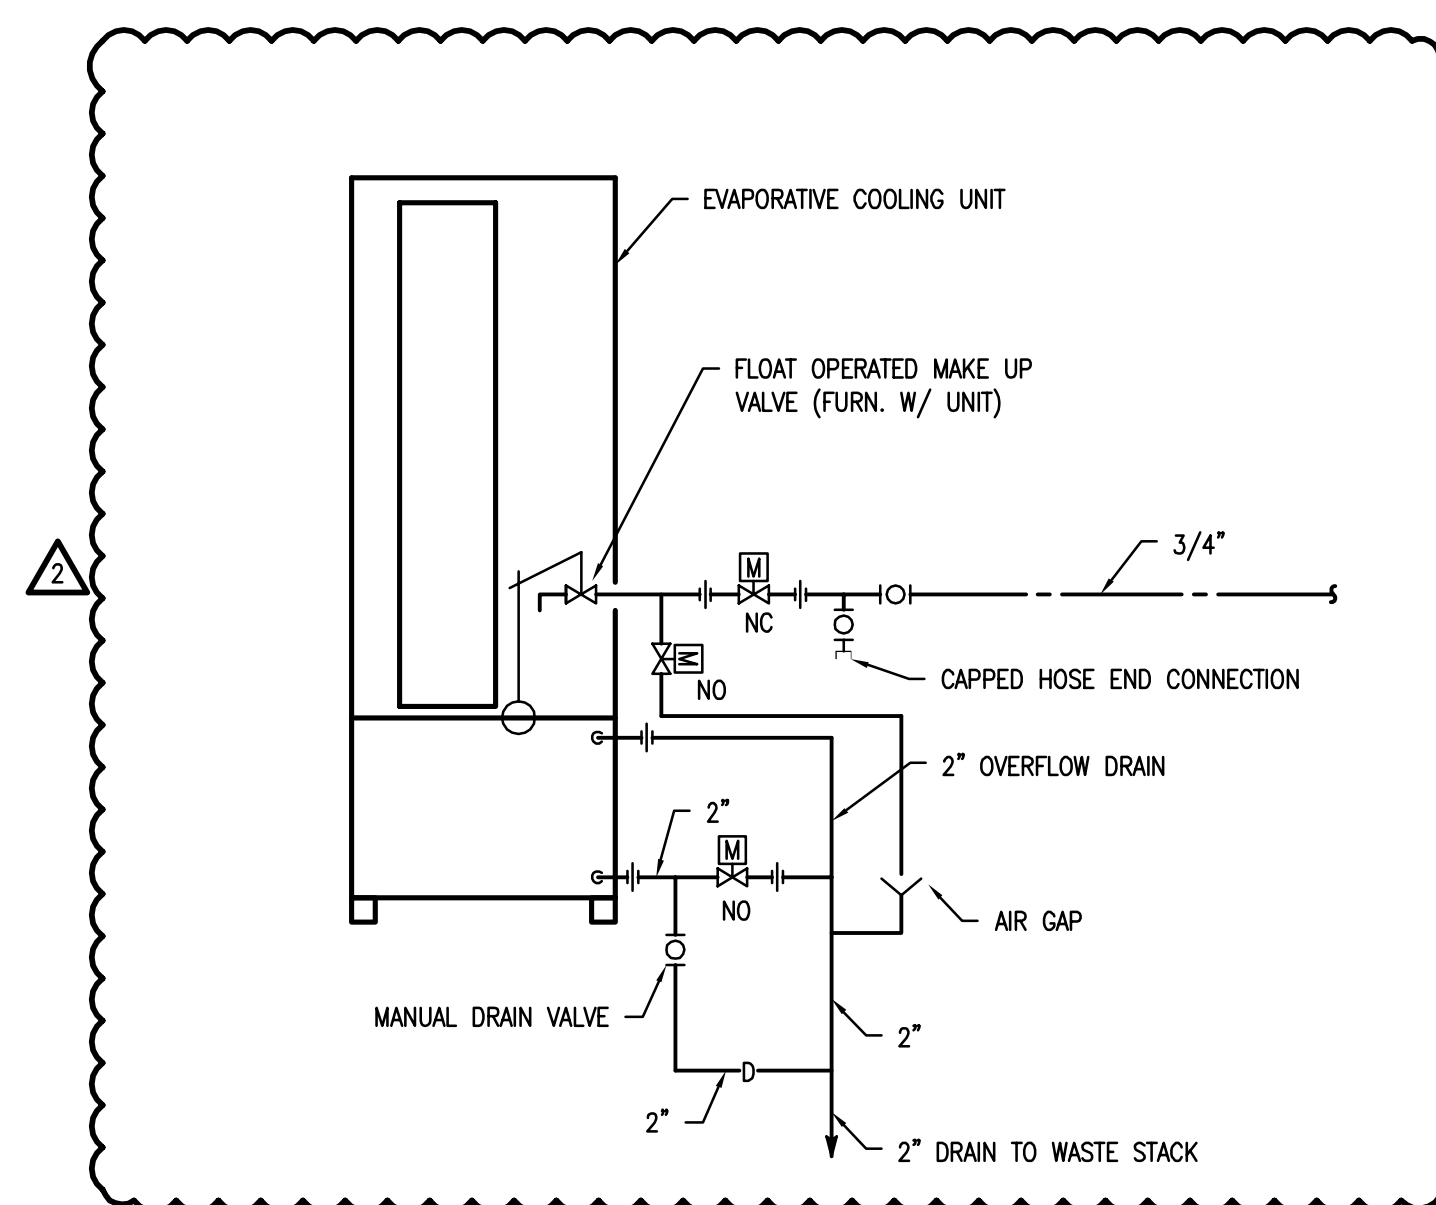 EVAPORATIVE COOLING UNIT
FLOAT OPERATED MAKE UP
VALVE (FURN. W/ UNIT)
3/4"
2
M
NC
M
NO
CAPPED HOSE END CONNECTION
2" OVERFLOW DRAIN
2"
M
NO
AIR GAP
MANUAL DRAIN VALVE
2"
D
2"
2" DRAIN TO WASTE STACK